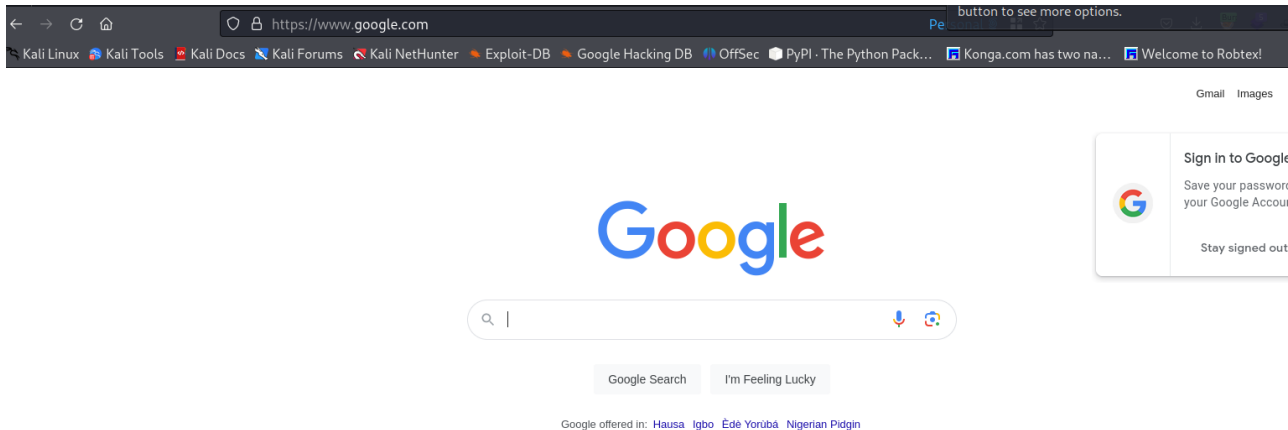 button to see more options.
https://www.google.com
Kali Linux Kali Tools Kali Docs Kali Forums Kali NetHunter Exploit-DB Google Hacking DB OffSec PyPI · The Python Pack… Konga.com has two na… Welcome to Robtex!
Gmail Images
Sign in to Google
Save your password
your Google Accou
Stay signed out
Google
Google Search I'm Feeling Lucky
Google offered in: Hausa Igbo Èdè Yorùbá Nigerian Pidgin